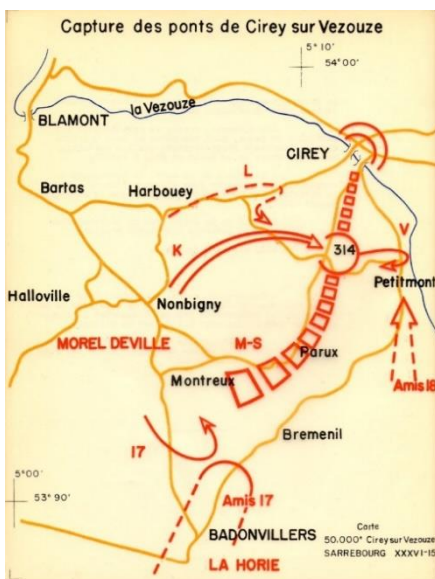 Capture des ponts de Cirey sur Vezouze
5° 10'
54° 00'
la Vezouze
BLAMONT
CIREY
Bartas
Harbouey
L
K
314
V
Petitmont
Halloville
Nonbigny
MOREL DEVILLE
M-S
Parux
Montreux
Amis 18
17
Bremenil
5° 00'
53° 90'
Amis 17
BADONVILLERS
LA HORIE
Carte
50.000° Cirey sur Vezouze
SARREBOURG XXXVI-15